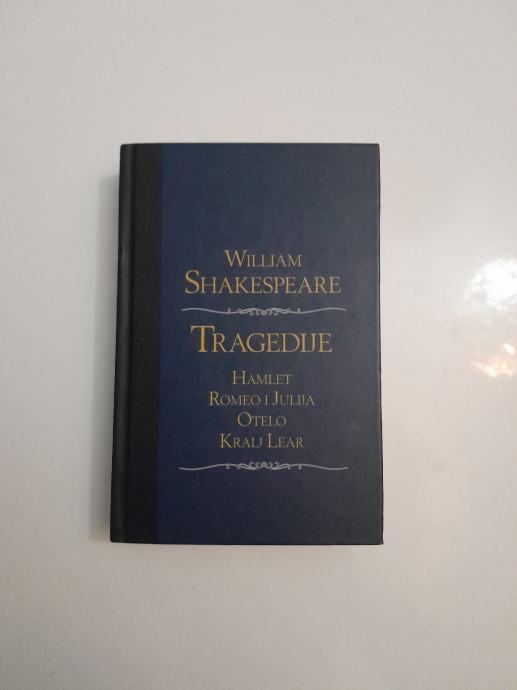 WILLIAM
SHAKESPEARE
TRAGEDIJE
HAMLET
ROMEO I JULIJA
OTELO
KRALJ LEAR